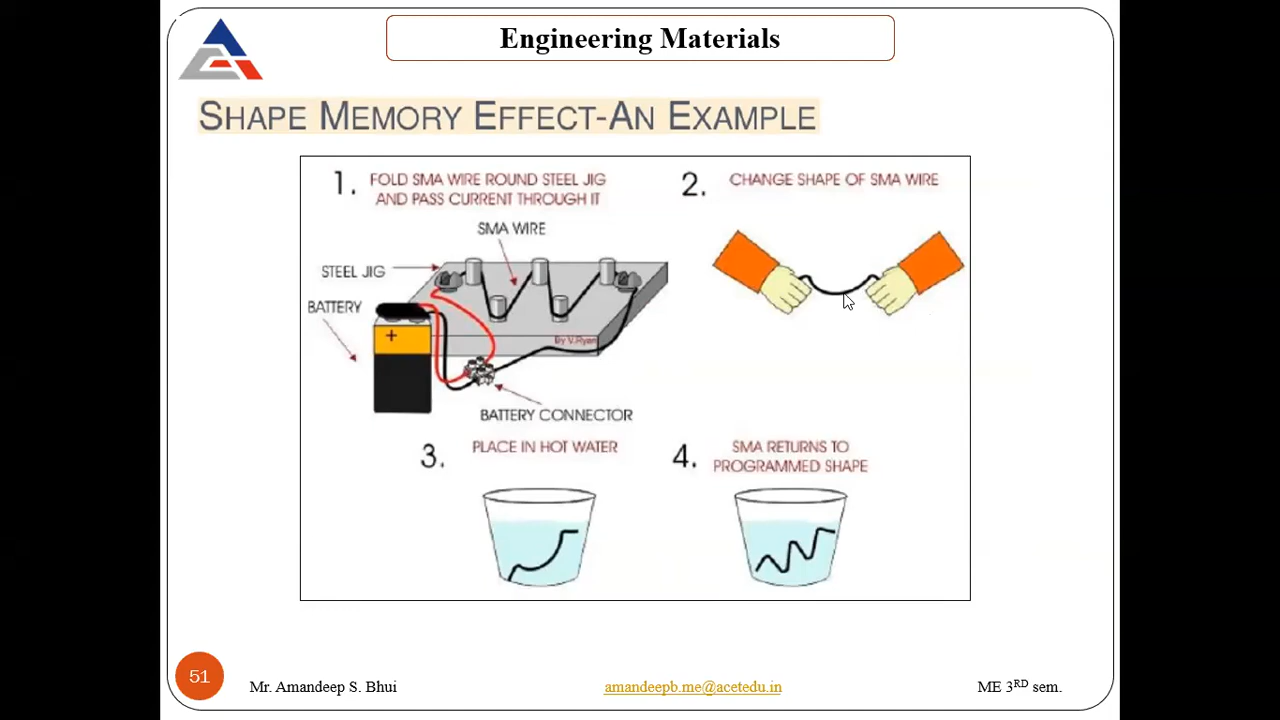 Engineering Materials
SHAPE MEMORY EFFECT-AN EXAMPLE
1. FOLD SMA WIRE ROUND STEEL JIG
AND PASS CURRENT THROUGH IT
SMA WIRE
STEEL JIG
BATTERY
+
By V.Ryan
BATTERY CONNECTOR
2. CHANGE SHAPE OF SMA WIRE
3. PLACE IN HOT WATER
4. SMA RETURNS TO
PROGRAMMED SHAPE
51
Mr. Amandeep S. Bhui
amandeepb.me@acetedu.in
ME 3RD sem.